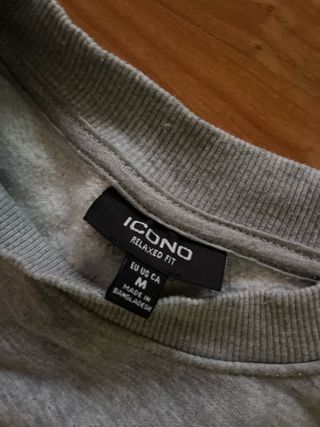 ICONO
RELAXED FIT
EU US CA
M
MADE IN
BANGLADESH